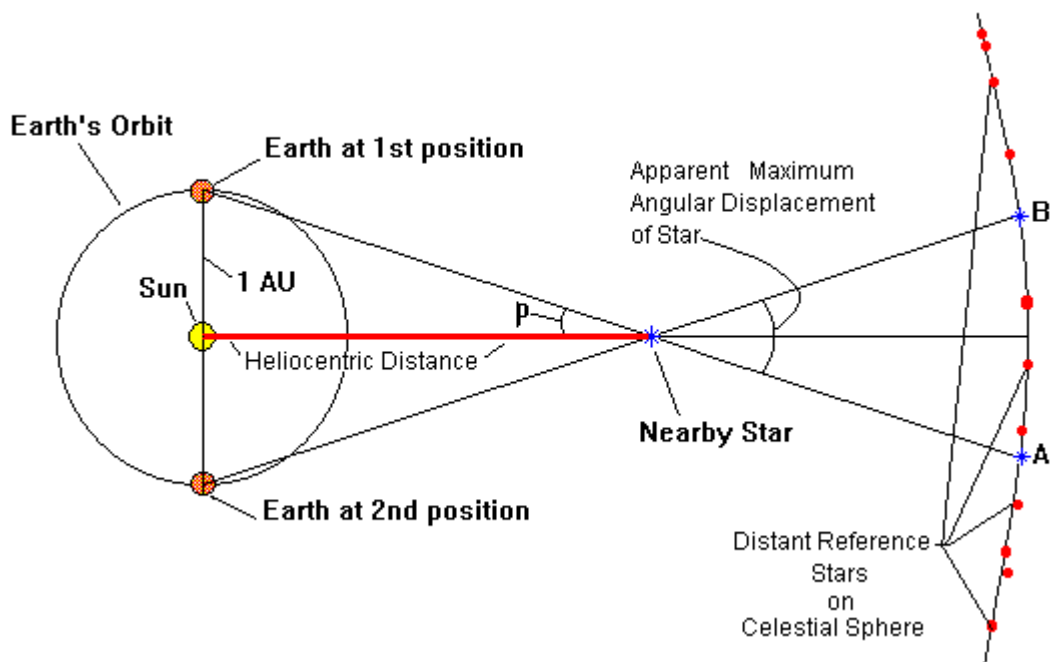 Earth's Orbit
Earth at 1st position
Apparent Maximum
Angular Displacement
of Star
B
1 AU
Sun
p
Heliocentric Distance
Nearby Star
A
Earth at 2nd position
Distant Reference
Stars
on
Celestial Sphere